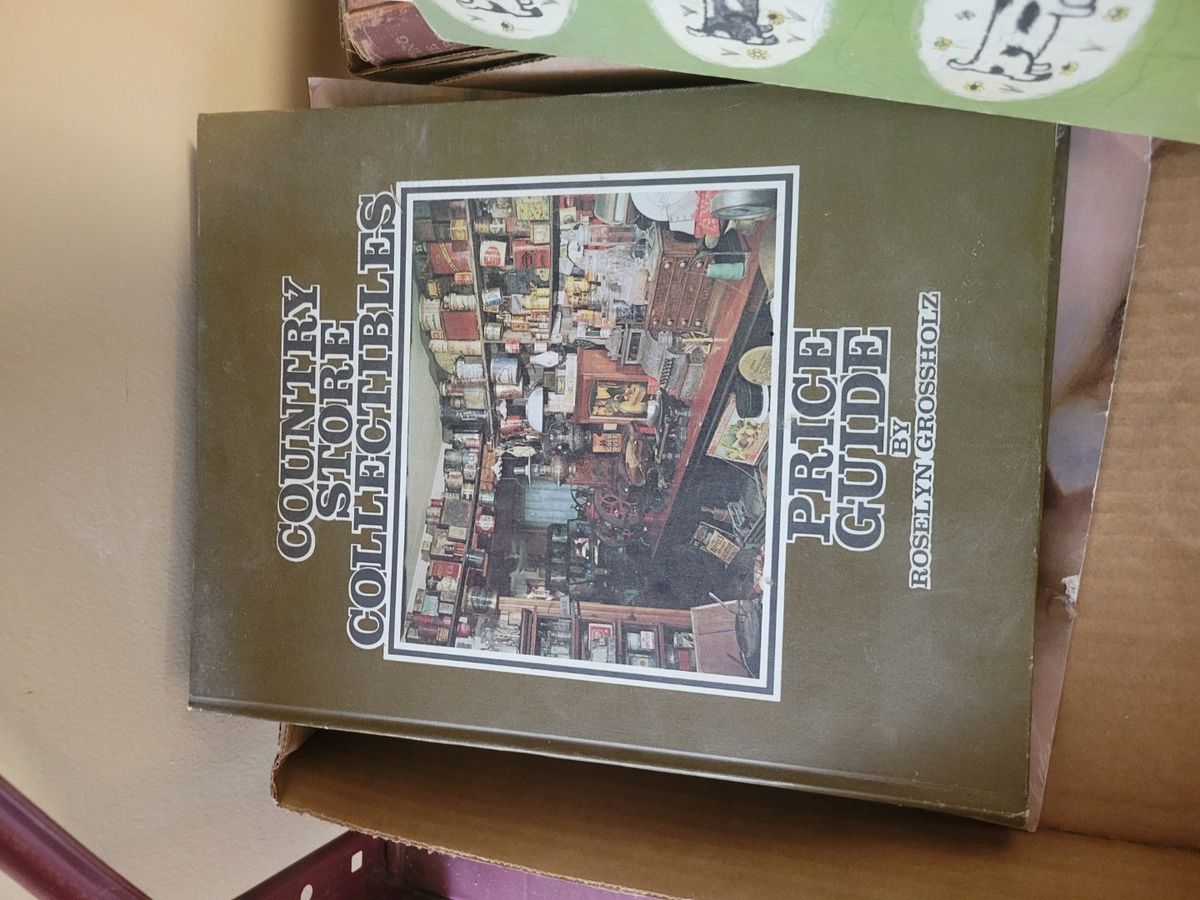 COUNTRY
STORE
COLLECTIBLES
PRICE
GUIDE
BY
ROSELYN GROSSHOLZ